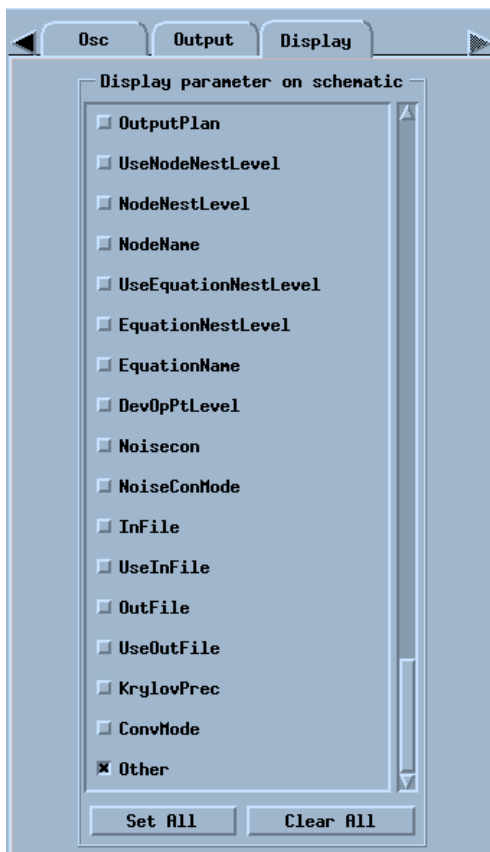 Osc Output Display
Display parameter on schematic
OutputPlan
UseNodeNestLevel
NodeNestLevel
NodeName
UseEquationNestLevel
EquationNestLevel
EquationName
DevOpPtLevel
Noisecon
NoiseConMode
InFile
UseInFile
OutFile
UseOutFile
KrylovPrec
ConvMode
Other
Set All Clear All